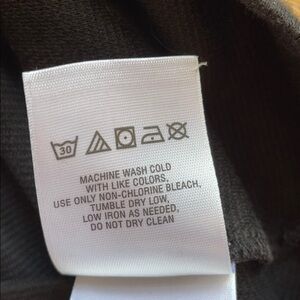 30
MACHINE WASH COLD
WITH LIKE COLORS,
USE ONLY NON-CHLORINE BLEACH,
TUMBLE DRY LOW,
LOW IRON AS NEEDED,
DO NOT DRY CLEAN